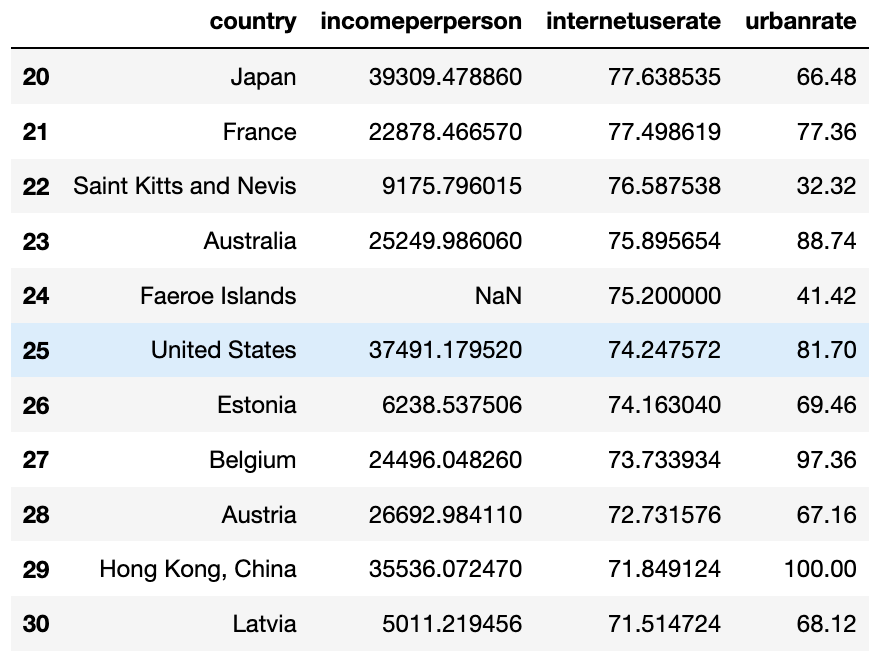 country incomeperperson internetuserate urbanrate
20 Japan 39309.478860 77.638535 66.48
21 France 22878.466570 77.498619 77.36
22 Saint Kitts and Nevis 9175.796015 76.587538 32.32
23 Australia 25249.986060 75.895654 88.74
24 Faeroe Islands NaN 75.200000 41.42
25 United States 37491.179520 74.247572 81.70
26 Estonia 6238.537506 74.163040 69.46
27 Belgium 24496.048260 73.733934 97.36
28 Austria 26692.984110 72.731576 67.16
29 Hong Kong, China 35536.072470 71.849124 100.00
30 Latvia 5011.219456 71.514724 68.12